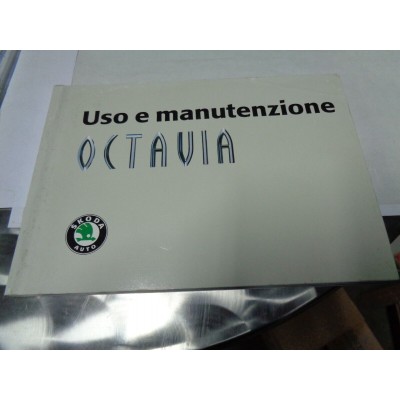 Uso e manutenzione
OCTAVIA
ŠKODA
AUTO